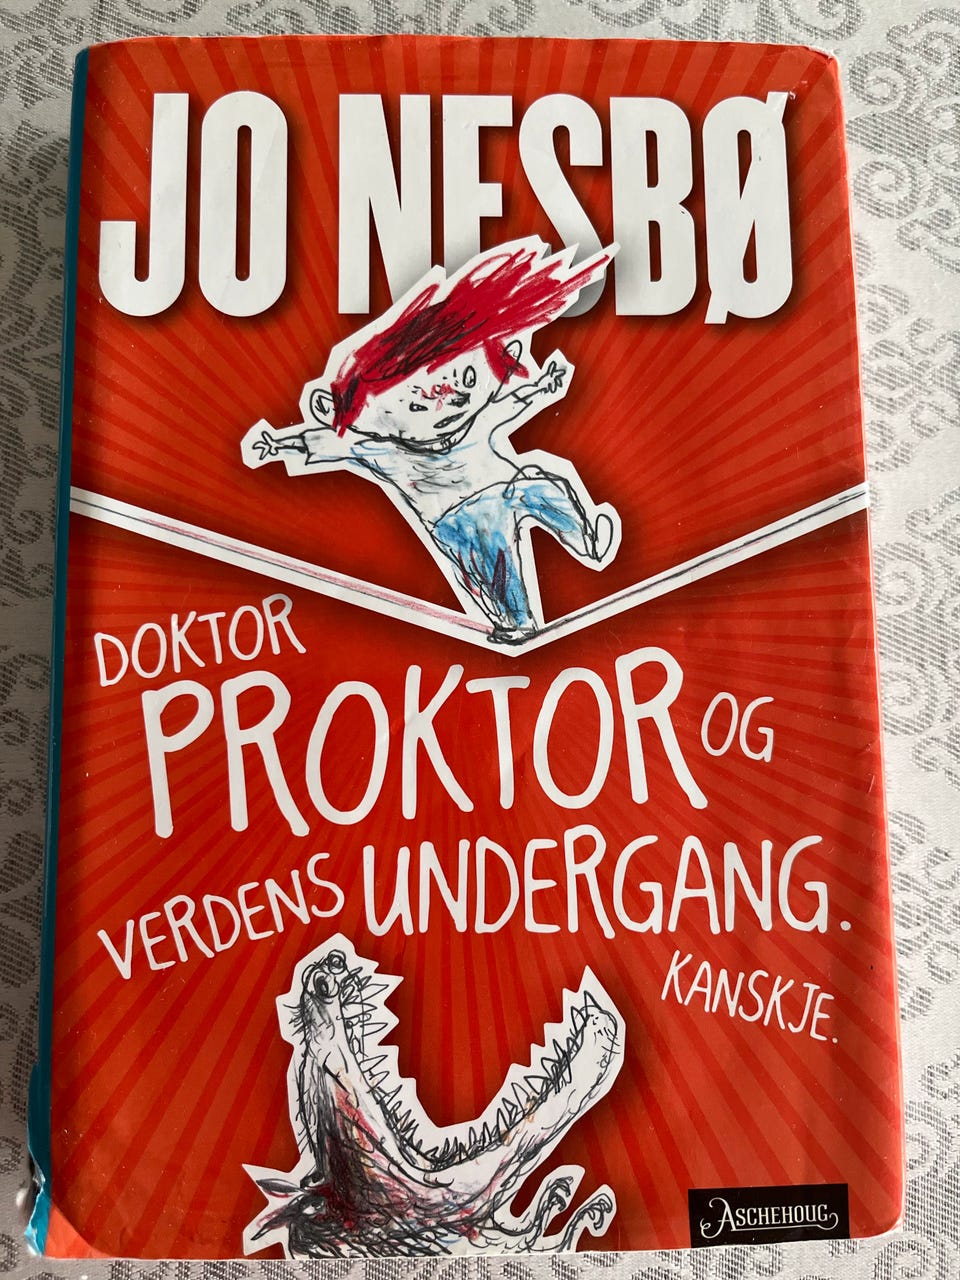 JO NESBØ
DOKTOR
PROKTOR OG
VERDENS UNDERGANG.
KANSKJE.
ASCHEHOUG